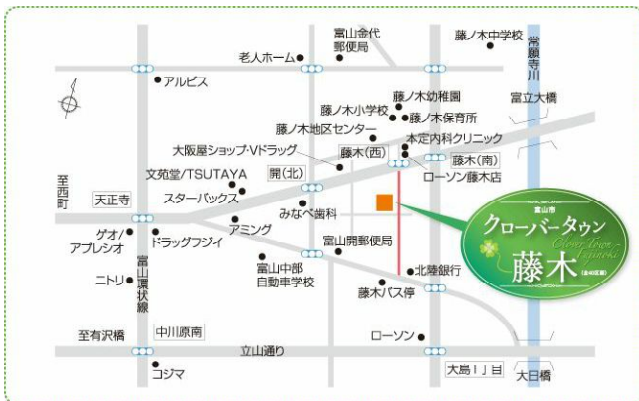 富山金代
郵便局
老人ホーム
藤ノ木中学校
常願寺川
アルビス
藤ノ木幼稚園
富立大橋
藤ノ木小学校
藤ノ木保育所
藤ノ木地区センター
本定内科クリニック
大阪屋ショップ・Vドラッグ
藤木(西)
藤木(南)
文苑堂/TSUTAYA
開(北)
ローソン藤木店
至西町
天正寺
スターバックス
みなべ歯科
富山市
クローバータウン
Clover Town
Fujinoki
藤木
(全40区画)
アミング
ゲオ/
アプレシオ
ドラッグフジイ
富山開郵便局
富山環状線
富山中部
自動車学校
北陸銀行
ニトリ
藤木バス停
至有沢橋
中川原南
ローソン
立山通り
大島1丁目
大日橋
コジマ